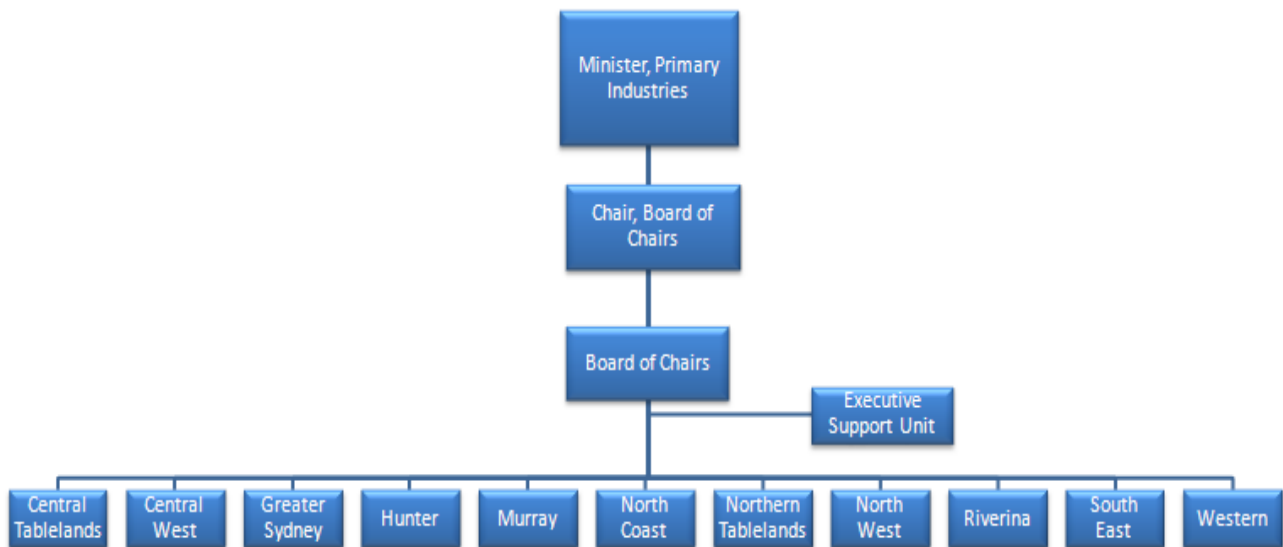 Minister, Primary
Industries
Chair, Board of
Chairs
Board of Chairs
Executive
Support Unit
Central
Tablelands
Central
West
Greater
Sydney
Hunter
Murray
North
Coast
Northern
Tablelands
North
West
Riverina
South
East
Western